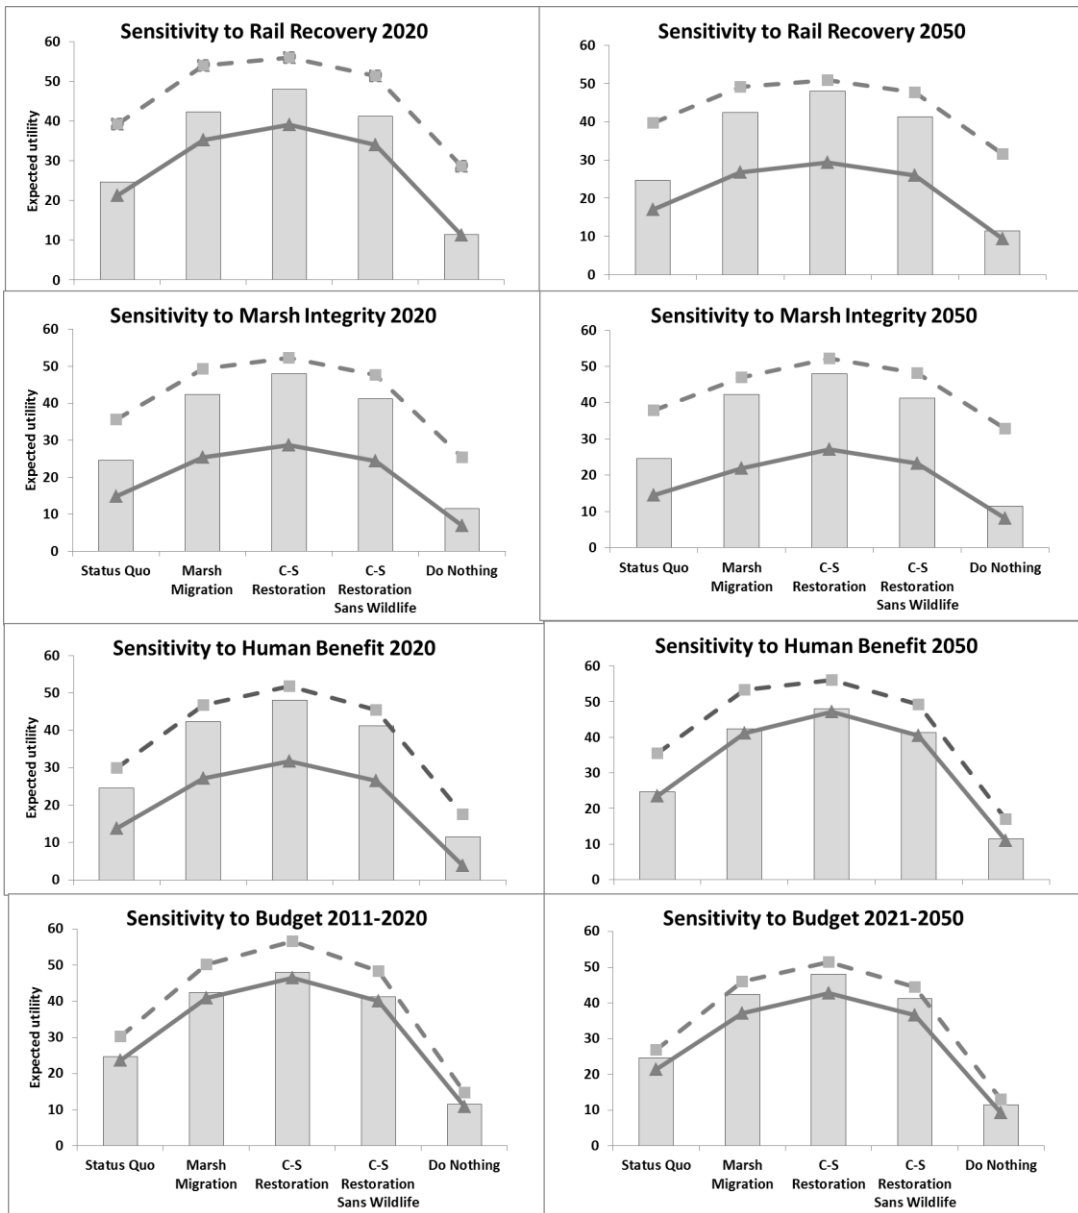 Sensitivity to Rail Recovery 2020
Expected utility
60
50
40
30
20
10
0
Sensitivity to Rail Recovery 2050
60
50
40
30
20
10
0
Sensitivity to Marsh Integrity 2020
Expected utility
60
50
40
30
20
10
0
Status Quo
Marsh
Migration
C-S
Restoration
C-S
Restoration
Sans Wildlife
Do Nothing
Sensitivity to Marsh Integrity 2050
60
50
40
30
20
10
0
Status Quo
Marsh
Migration
C-S
Restoration
C-S
Restoration
Sans Wildlife
Do Nothing
Sensitivity to Human Benefit 2020
Expected utility
60
50
40
30
20
10
0
Sensitivity to Human Benefit 2050
60
50
40
30
20
10
0
Sensitivity to Budget 2011-2020
Expected utility
60
50
40
30
20
10
0
Status Quo
Marsh
Migration
C-S
Restoration
C-S
Restoration
Sans Wildlife
Do Nothing
Sensitivity to Budget 2021-2050
60
50
40
30
20
10
0
Status Quo
Marsh
Migration
C-S
Restoration
C-S
Restoration
Sans Wildlife
Do Nothing